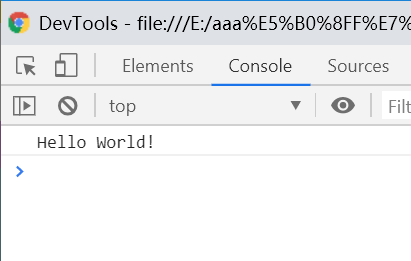 DevTools - file:///E:/aaa%E5%B0%8FF%E7%
Elements Console Sources
top Filt
Hello World!